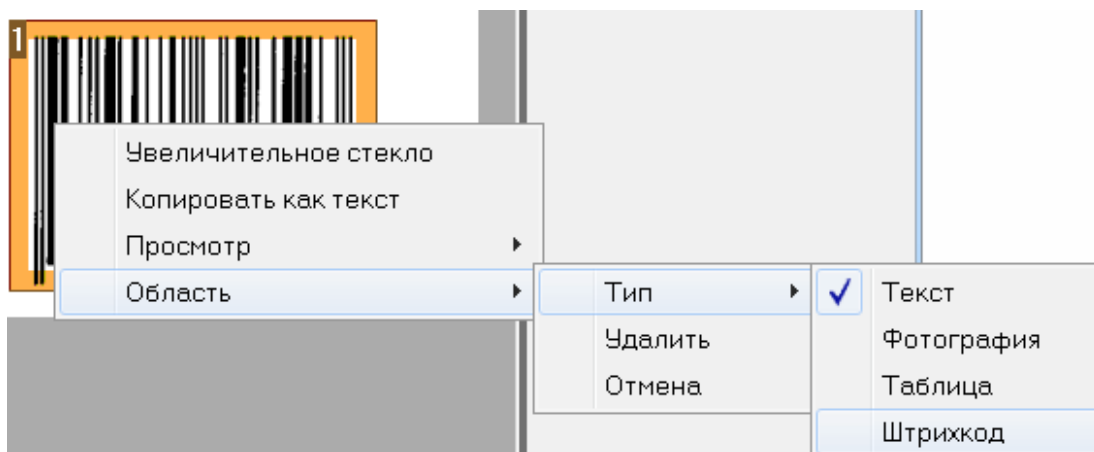 1
Увеличительное стекло
Копировать как текст
Просмотр
Область
Тип
Удалить
Отмена
Текст
Фотография
Таблица
Штрихкод